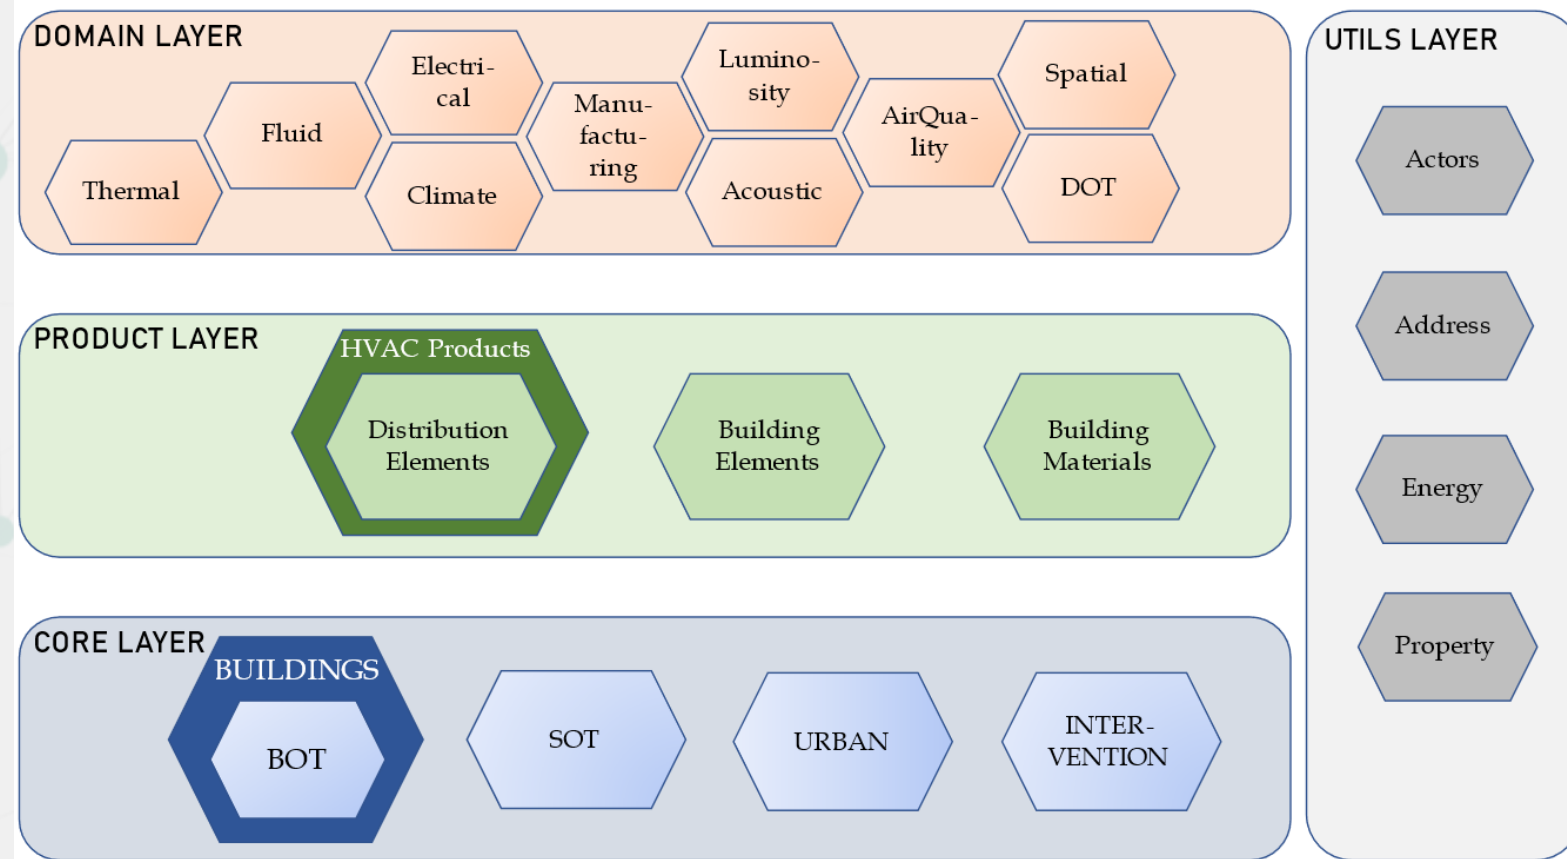 DOMAIN LAYER
Thermal
Fluid
Electri-
cal
Climate
Manu-
factu-
ring
Lumino-
sity
Acoustic
AirQua-
lity
Spatial
DOT
PRODUCT LAYER
HVAC Products
Distribution
Elements
Building
Elements
Building
Materials
CORE LAYER
BUILDINGS
BOT
SOT
URBAN
INTER-
VENTION
UTILS LAYER
Actors
Address
Energy
Property